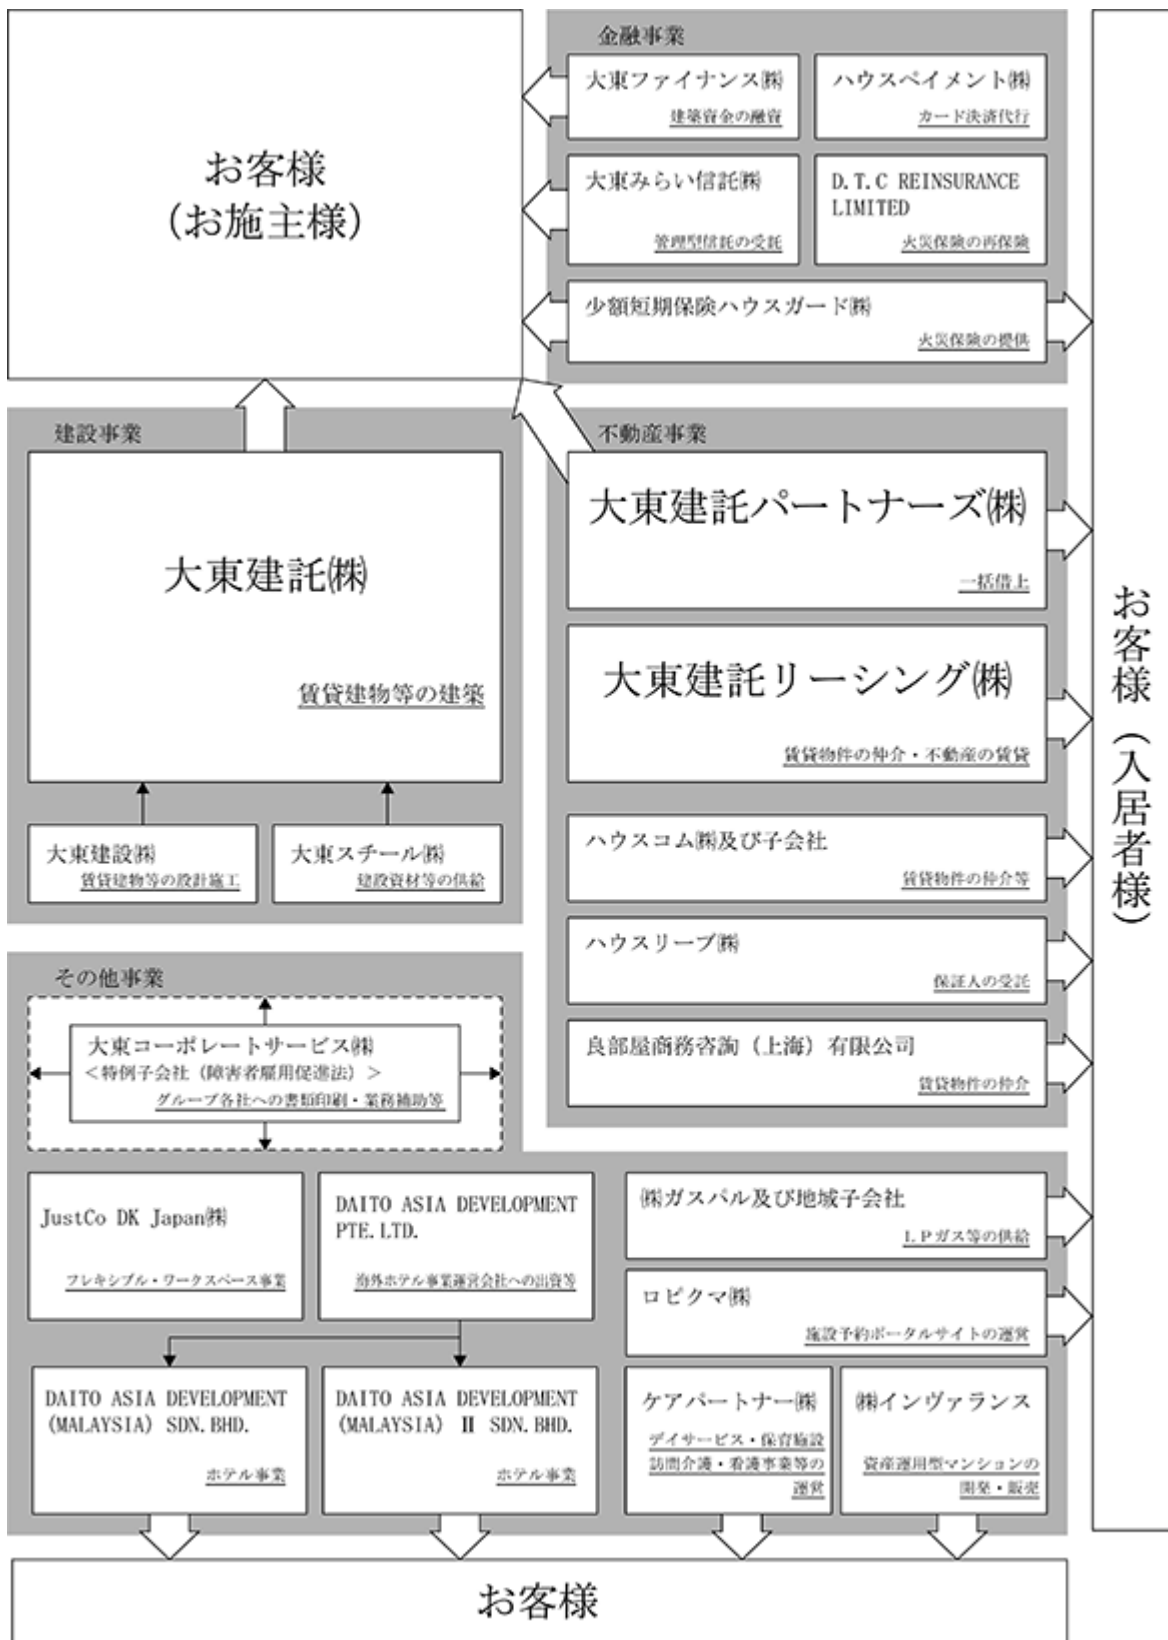 お客様
(お施主様)
金融事業
大東ファイナンス㈱
建築資金の融資
ハウスペイメント㈱
カード決済代行
大東みらい信託㈱
管理型信託の受託
D.T.C REINSURANCE
LIMITED
火災保険の再保険
少額短期保険ハウスガード㈱
火災保険の提供
建設事業
大東建託㈱
賃貸建物等の建築
大東建設㈱
賃貸建物等の設計施工
大東スチール㈱
建設資材等の供給
不動産事業
大東建託パートナーズ㈱
一括借上
大東建託リーシング㈱
賃貸物件の仲介・不動産の賃貸
ハウスコム㈱及び子会社
賃貸物件の仲介等
ハウスリーブ㈱
保証人の受託
良部屋商務咨詢（上海）有限公司
賃貸物件の仲介
お客様（入居者様）
その他事業
大東コーポレートサービス㈱
＜特例子会社（障害者雇用促進法）＞
グループ各社への書類印刷・業務補助等
JustCo DK Japan㈱
フレキシブル・ワークスペース事業
DAITO ASIA DEVELOPMENT
PTE.LTD.
海外ホテル事業運営会社への出資等
㈱ガスパル及び地域子会社
ＬＰガス等の供給
ロピクマ㈱
施設予約ポータルサイトの運営
DAITO ASIA DEVELOPMENT
(MALAYSIA) SDN.BHD.
ホテル事業
DAITO ASIA DEVELOPMENT
(MALAYSIA) Ⅱ SDN.BHD.
ホテル事業
ケアパートナー㈱
デイサービス・保育施設
訪問介護・看護事業等の
運営
㈱インヴァランス
資産運用型マンションの
開発・販売
お客様